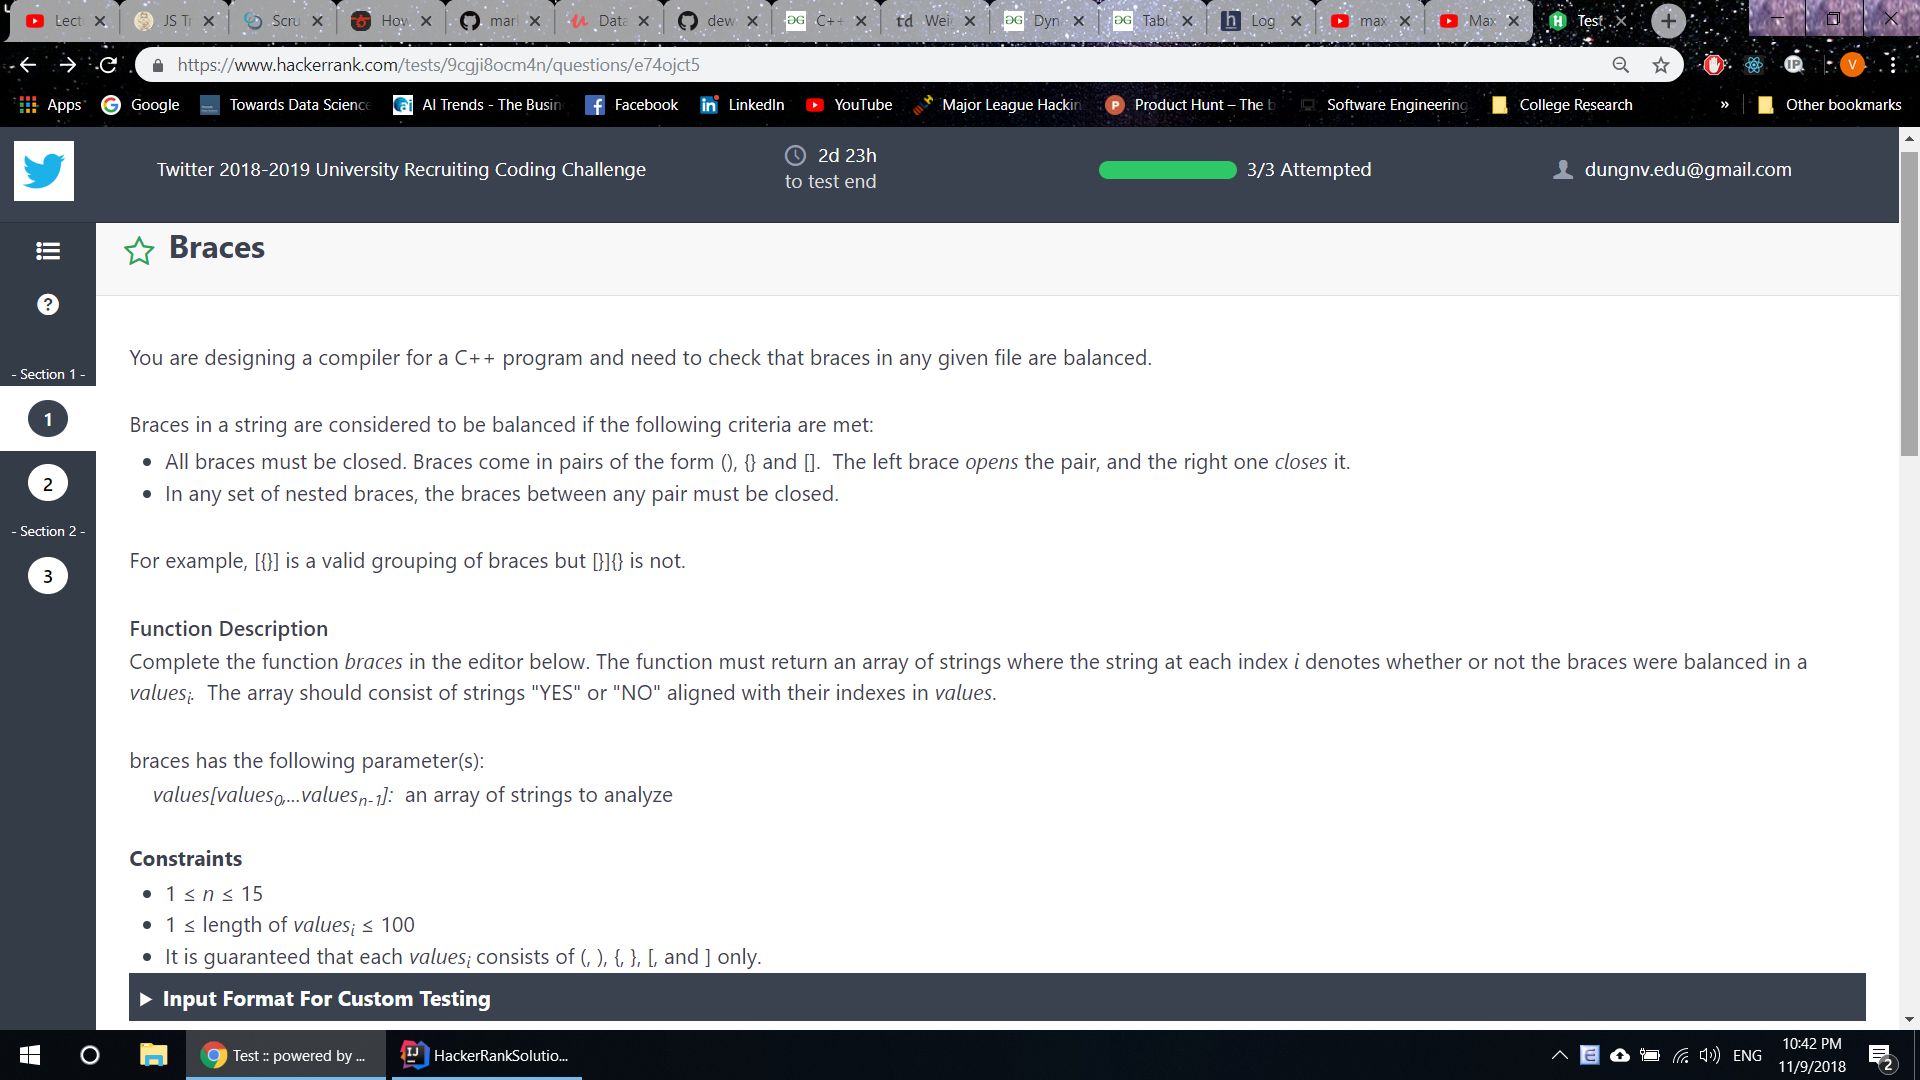 Lect
JS Tr
Scru
How
mar
Data
dew
C++
Wei
Dyn
Tabu
Log
max
Max
Test
https://www.hackerrank.com/tests/9cgji8ocm4n/questions/e74ojct5
Apps
Google
Towards Data Science
AI Trends - The Busin
Facebook
LinkedIn
YouTube
Major League Hackin
Product Hunt – The b
Software Engineering
College Research
»
Other bookmarks
Twitter 2018-2019 University Recruiting Coding Challenge
2d 23h
to test end
3/3 Attempted
dungnv.edu@gmail.com
Braces
- Section 1 -
1
2
- Section 2 -
3
You are designing a compiler for a C++ program and need to check that braces in any given file are balanced.
Braces in a string are considered to be balanced if the following criteria are met:
• All braces must be closed. Braces come in pairs of the form (), {} and []. The left brace opens the pair, and the right one closes it.
• In any set of nested braces, the braces between any pair must be closed.
For example, [{}] is a valid grouping of braces but [}]{} is not.
Function Description
Complete the function braces in the editor below. The function must return an array of strings where the string at each index i denotes whether or not the braces were balanced in a
valuesi. The array should consist of strings "YES" or "NO" aligned with their indexes in values.
braces has the following parameter(s):
values[values0,...valuesn-1]: an array of strings to analyze
Constraints
• 1 ≤ n ≤ 15
• 1 ≤ length of valuesi ≤ 100
• It is guaranteed that each valuesi consists of (, ), {, }, [, and ] only.
Input Format For Custom Testing
Test :: powered by ...
HackerRankSolutio...
ENG
10:42 PM
11/9/2018
2